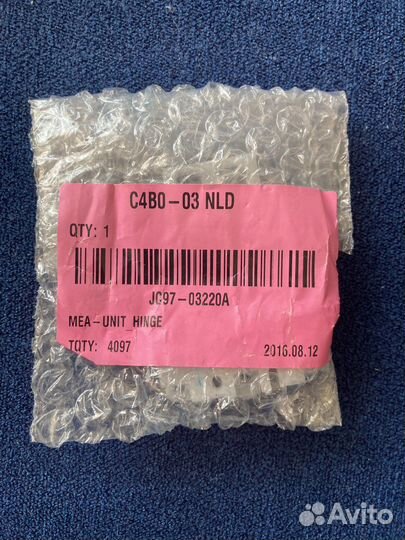 C4B0-03 NLD
QTY: 1
JC97-03220A
MEA-UNIT_HINGE
TQTY: 4097 2016.08.12
Avito